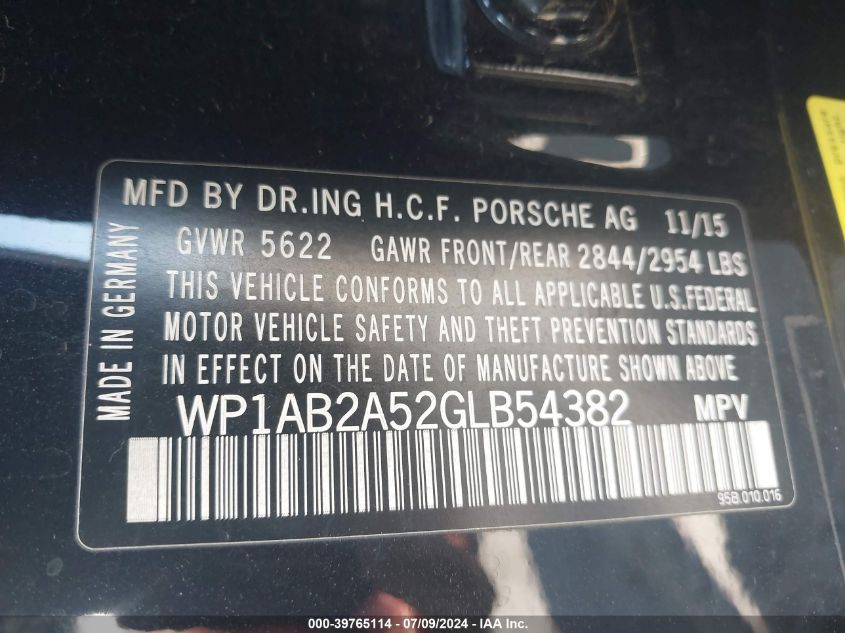 MFD BY DR.ING H.C.F. PORSCHE AG 11/15
GVWR 5622 GAWR FRONT/REAR 2844/2954 LBS
THIS VEHICLE CONFORMS TO ALL APPLICABLE U.S.FEDERAL
MOTOR VEHICLE SAFETY AND THEFT PREVENTION STANDARDS
IN EFFECT ON THE DATE OF MANUFACTURE SHOWN ABOVE
MADE IN GERMANY
WP1AB2A52GLB54382 MPV
95B.010.016
000-39765114 - 07/09/2024 - IAA Inc.